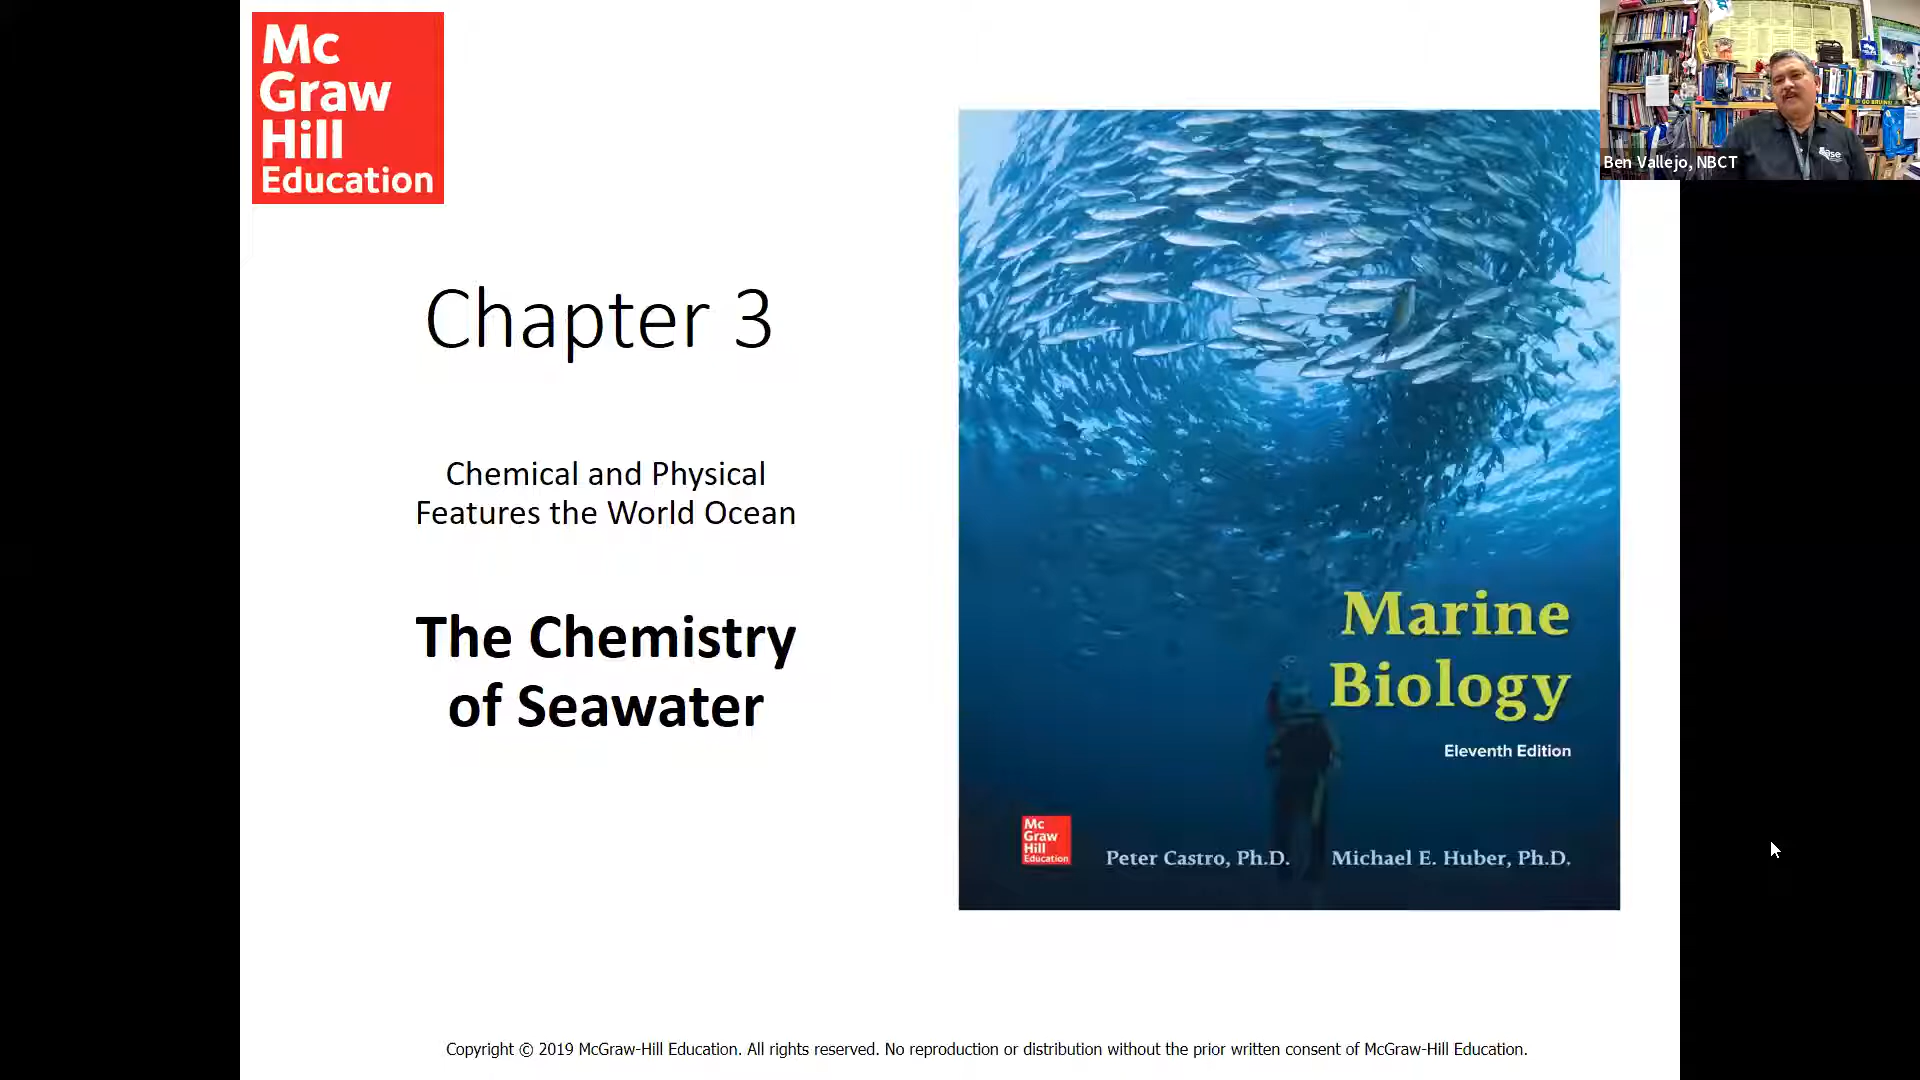 Mc
Graw
Hill
Education
Chapter 3
Chemical and Physical
Features the World Ocean
The Chemistry
of Seawater
Marine
Biology
Eleventh Edition
Mc
Graw
Hill
Education
Peter Castro, Ph.D. Michael E. Huber, Ph.D.
Copyright © 2019 McGraw-Hill Education. All rights reserved. No reproduction or distribution without the prior written consent of McGraw-Hill Education.
Ben Vallejo, NBCT
GO BRUINS!